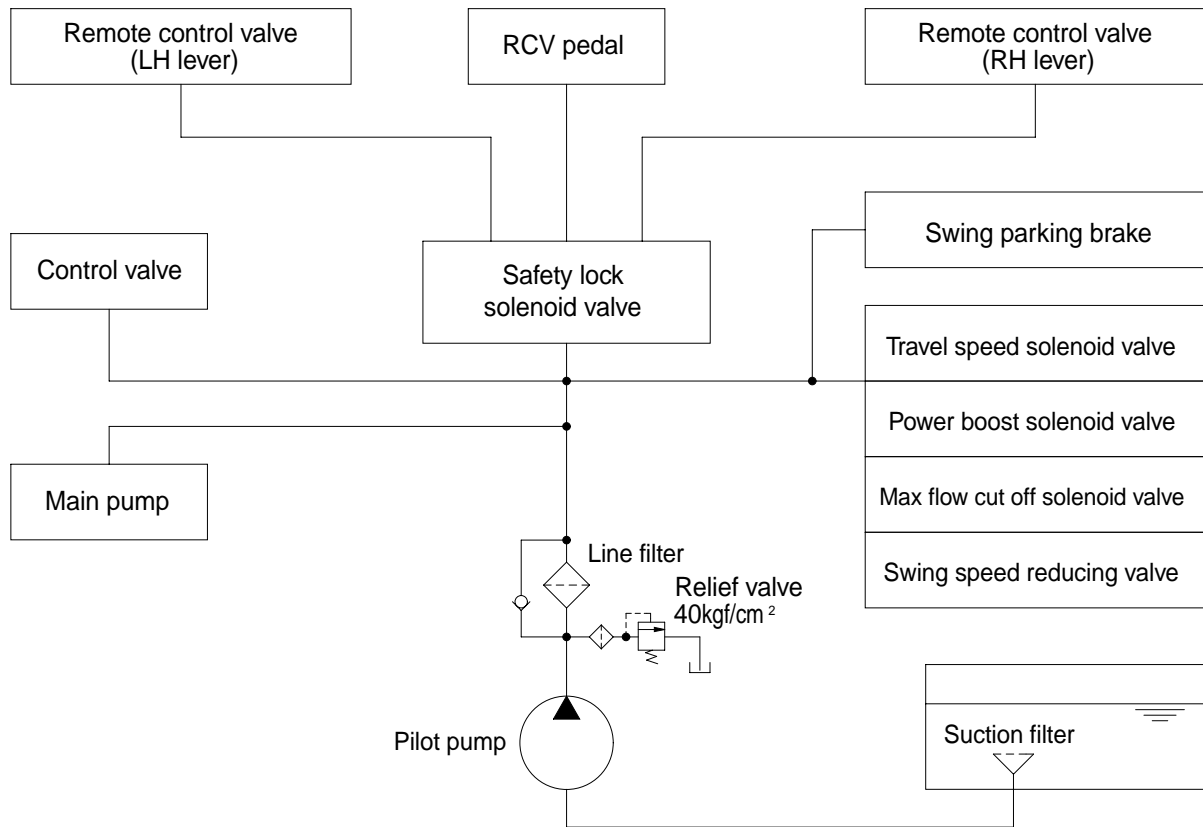 Remote control valve
(LH lever)
RCV pedal
Remote control valve
(RH lever)
Swing parking brake
Control valve
Safety lock
solenoid valve
Travel speed solenoid valve
Power boost solenoid valve
Main pump
Max flow cut off solenoid valve
Line filter
Swing speed reducing valve
Relief valve
40kgf/cm ²
Pilot pump
Suction filter